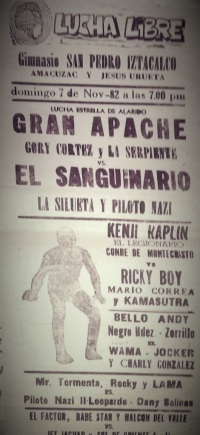 LUCHA LIBRE
Gimnasio SAN PEDRO IZTACALCO
AMACUZAC Y JESUS URUETA
domingo 7 de Nov-82 a las 7.00 pm
LUCHA ESTRELLA DE ALARIDO
GRAN APACHE
GORY CORTEZ y LA SERPIENTE
vs.
EL SANGUINARIO
LA SILUETA Y PILOTO NAZI
KENJI KAPLIN
EL LEGIONARIO
CONDE DE MONTECRISTO
vs
RICKY BOY
MARIO CORREA
y KAMASUTRA
BELLO ANDY
Negro Hdez. - Zorrilla
vs
WAMA - JOCKER
Y CHARLY GONZALEZ
Mr. Tormenta, Rocky y LAMA
vs.
Piloto Nazi II-Leopardo - Dany Salinas
EL FACTOR, BABE STAR Y HALCON DEL VALLE
vs